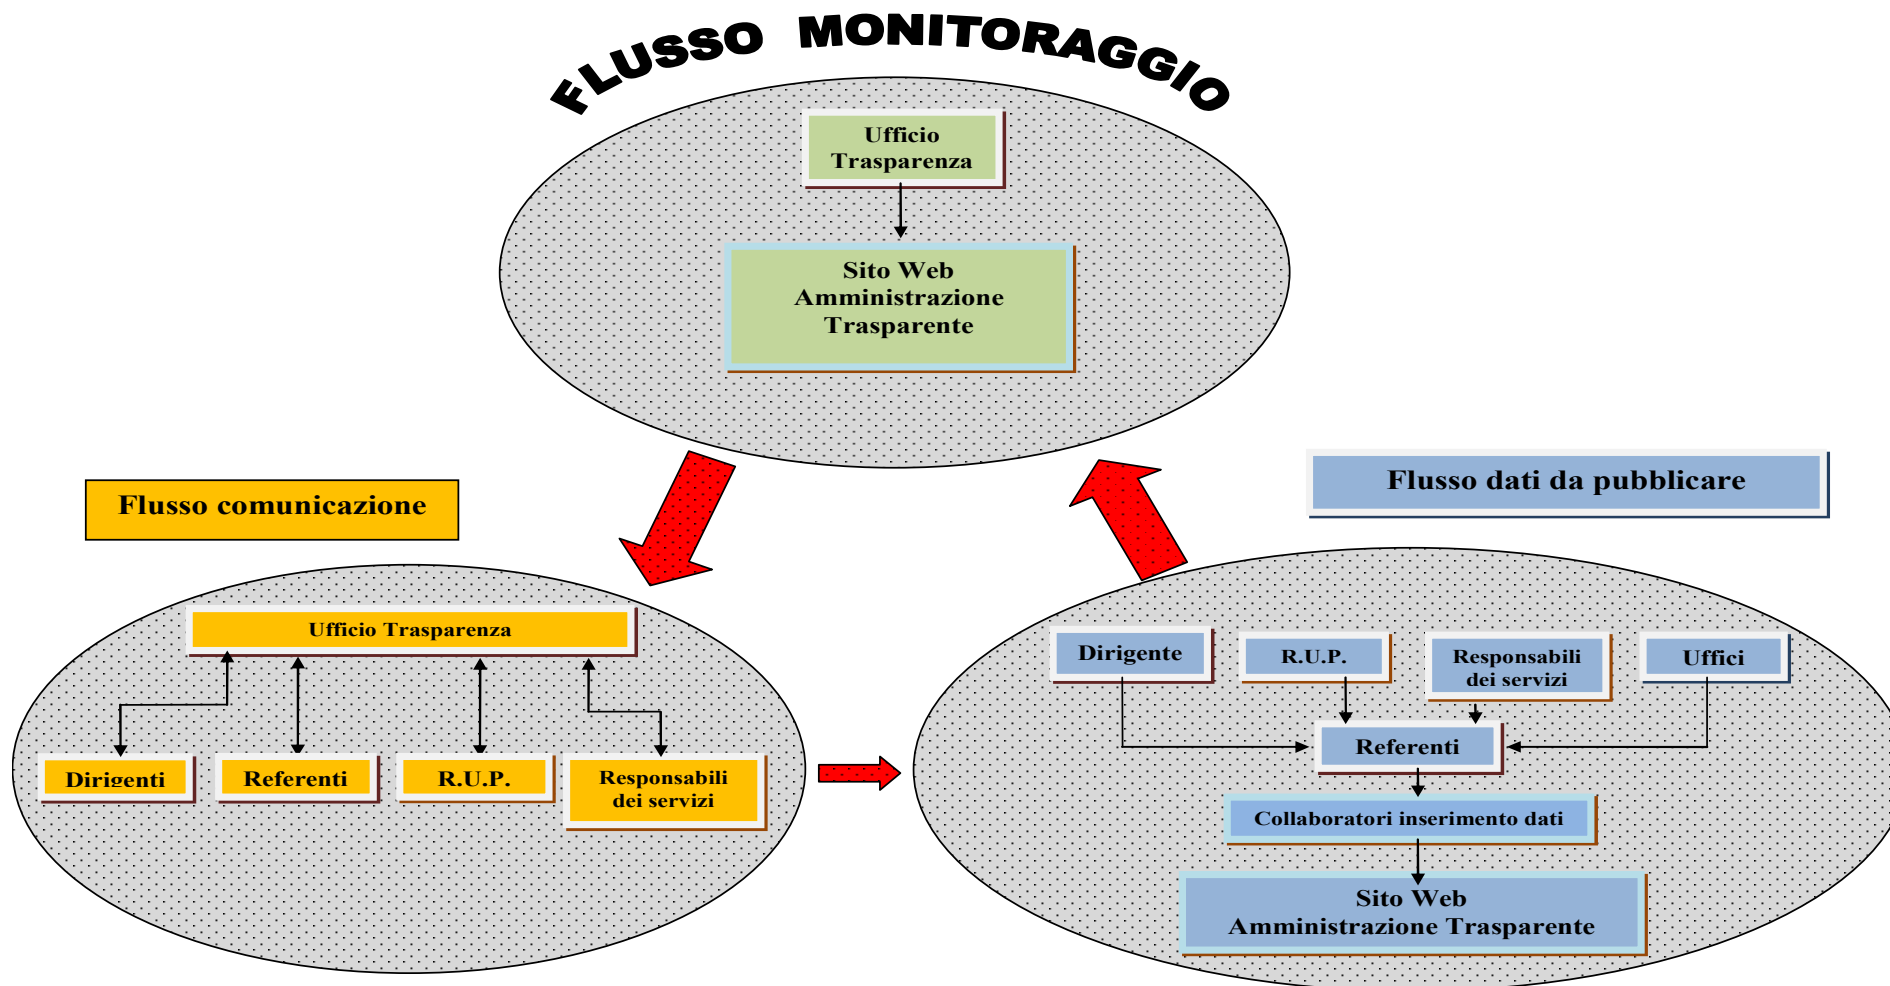 FLUSSO MONITORAGGIO
Ufficio
Trasparenza
Sito Web
Amministrazione
Trasparente
Flusso comunicazione
Flusso dati da pubblicare
Ufficio Trasparenza
Dirigenti
Referenti
R.U.P.
Responsabili
dei servizi
Dirigente
R.U.P.
Responsabili
dei servizi
Uffici
Referenti
Collaboratori inserimento dati
Sito Web
Amministrazione Trasparente